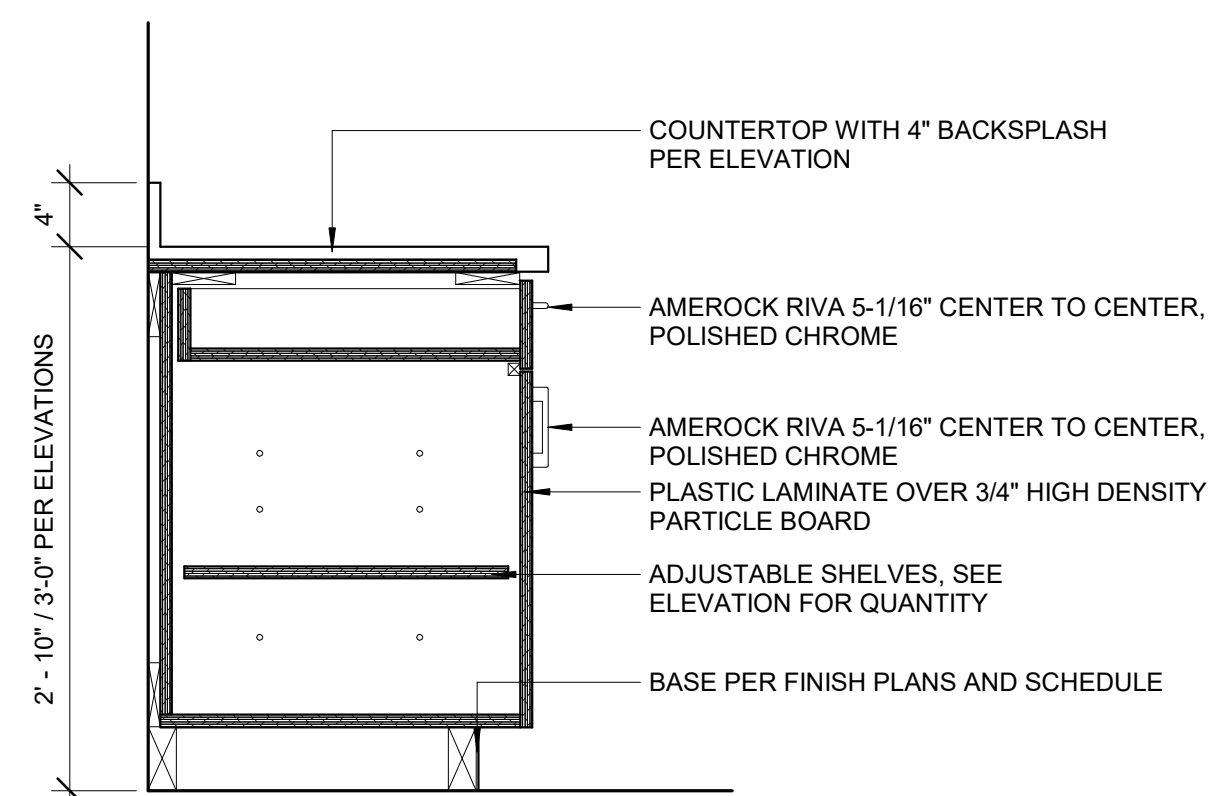 COUNTERTOP WITH 4" BACKSPLASH
PER ELEVATION
4"
AMEROCK RIVA 5-1/16" CENTER TO CENTER,
POLISHED CHROME
2' - 10" / 3'-0" PER ELEVATIONS
AMEROCK RIVA 5-1/16" CENTER TO CENTER,
POLISHED CHROME
PLASTIC LAMINATE OVER 3/4" HIGH DENSITY
PARTICLE BOARD
ADJUSTABLE SHELVES, SEE
ELEVATION FOR QUANTITY
BASE PER FINISH PLANS AND SCHEDULE